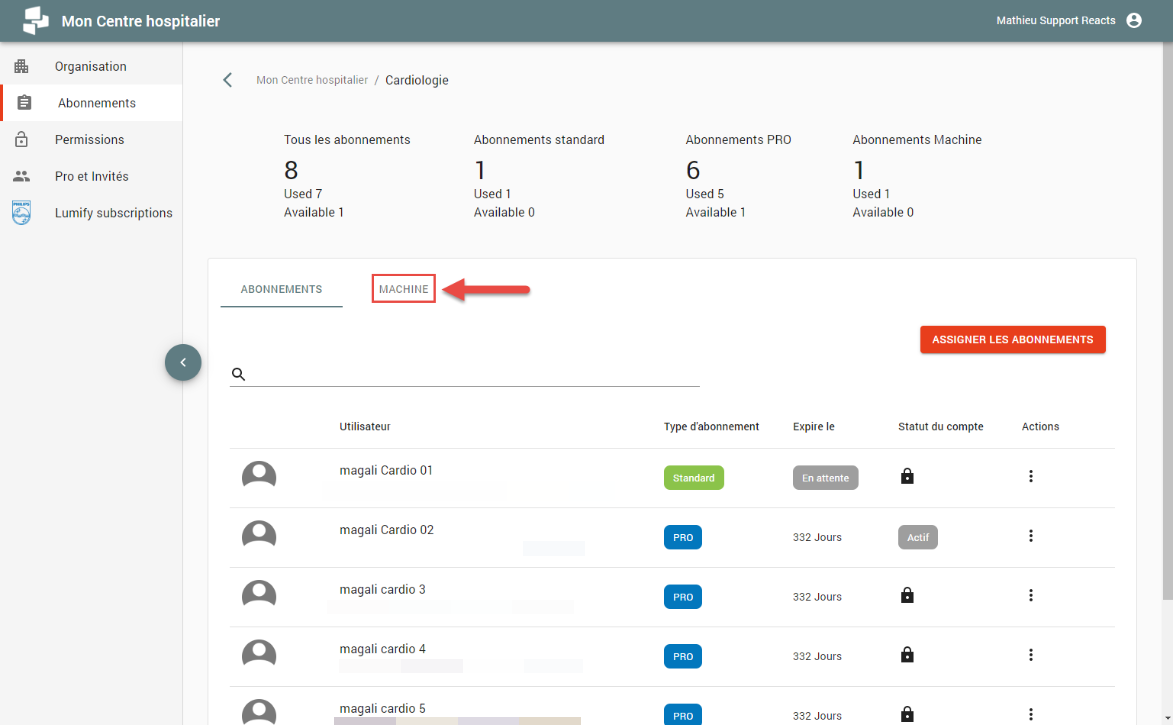 Mon Centre hospitalier
Mathieu Support Reacts
Organisation
Abonnements
Permissions
Pro et Invités
Lumify subscriptions
Mon Centre hospitalier / Cardiologie
Tous les abonnements
8
Used 7
Available 1
Abonnements standard
1
Used 1
Available 0
Abonnements PRO
6
Used 5
Available 1
Abonnements Machine
1
Used 1
Available 0
ABONNEMENTS
MACHINE
ASSIGNER LES ABONNEMENTS
Utilisateur Type d'abonnement Expire le Statut du compte Actions
magali Cardio 01 Standard En attente
magali Cardio 02 PRO 332 Jours Actif
magali cardio 3 PRO 332 Jours
magali cardio 4 PRO 332 Jours
magali cardio 5 PRO 332 Jours